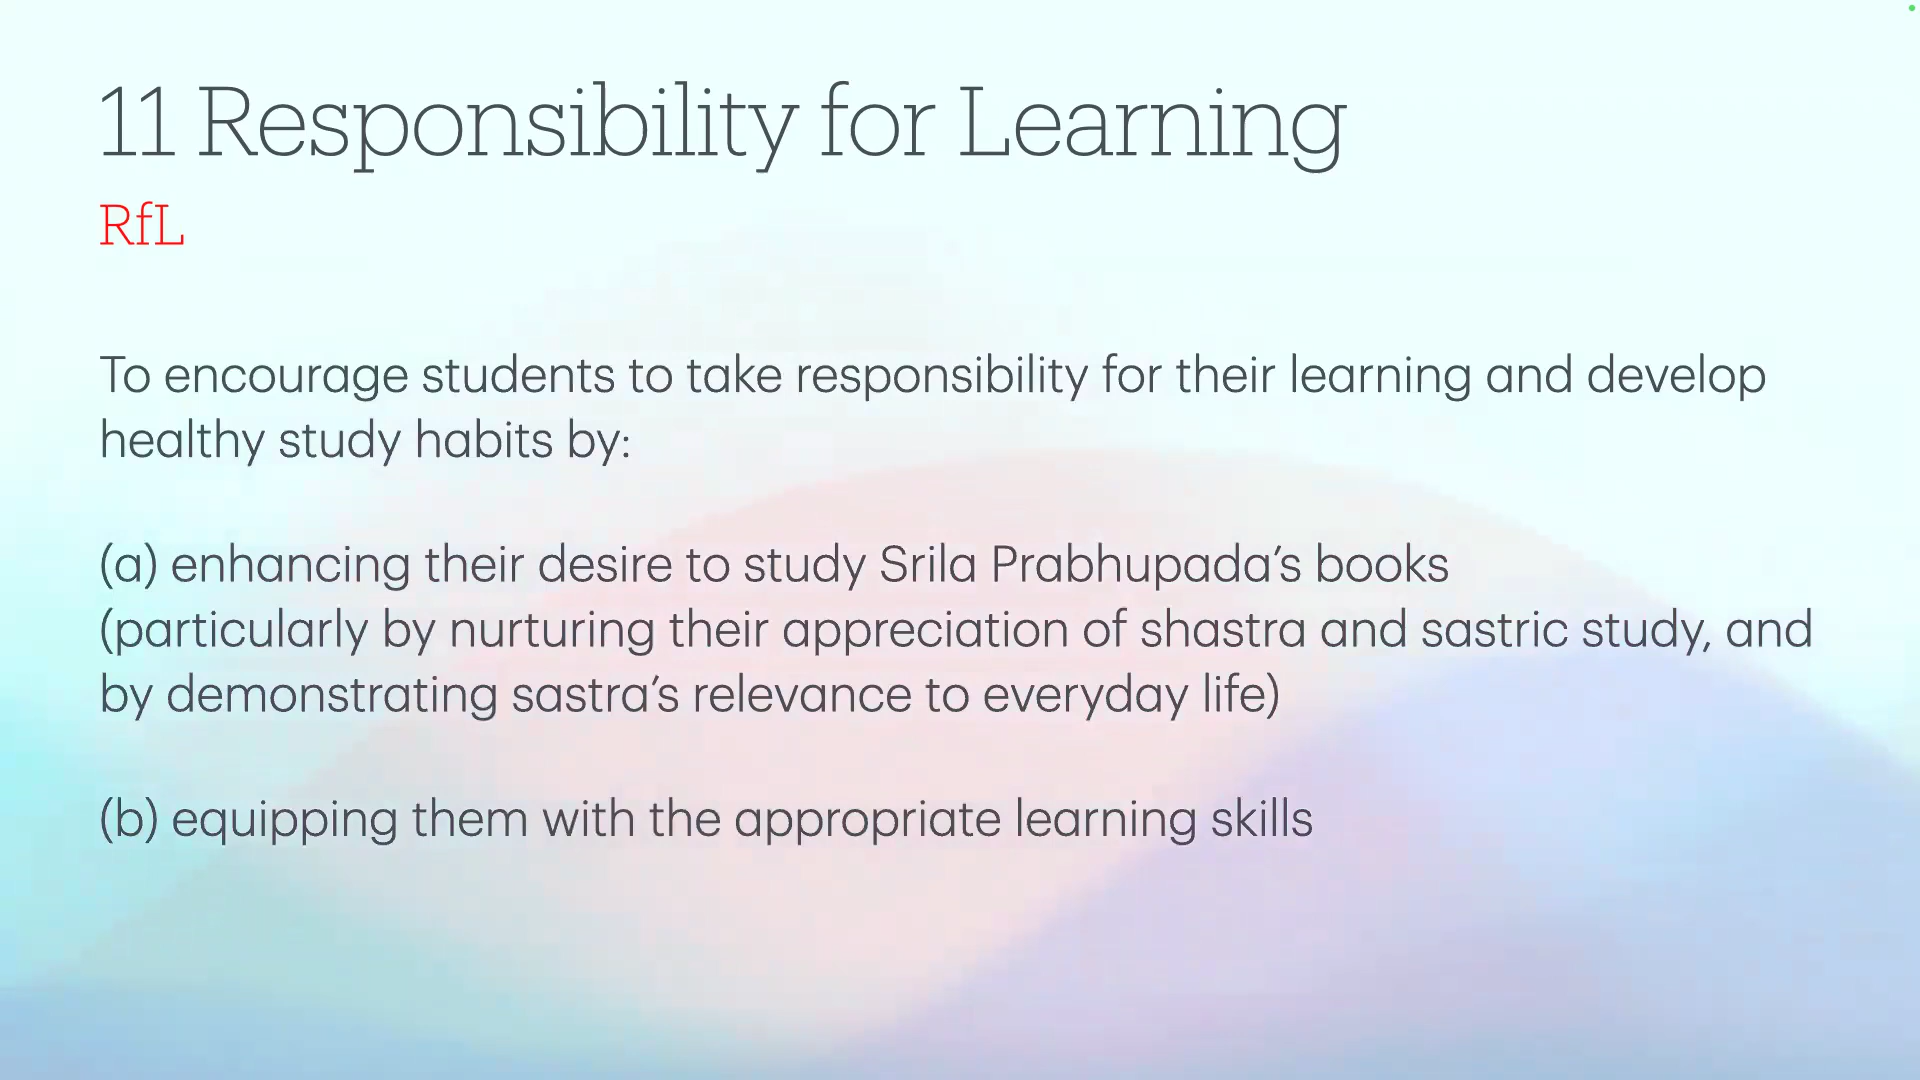 11 Responsibility for Learning
RfL
To encourage students to take responsibility for their learning and develop
healthy study habits by:
(a) enhancing their desire to study Srila Prabhupada’s books
(particularly by nurturing their appreciation of shastra and sastric study, and
by demonstrating sastra’s relevance to everyday life)
(b) equipping them with the appropriate learning skills